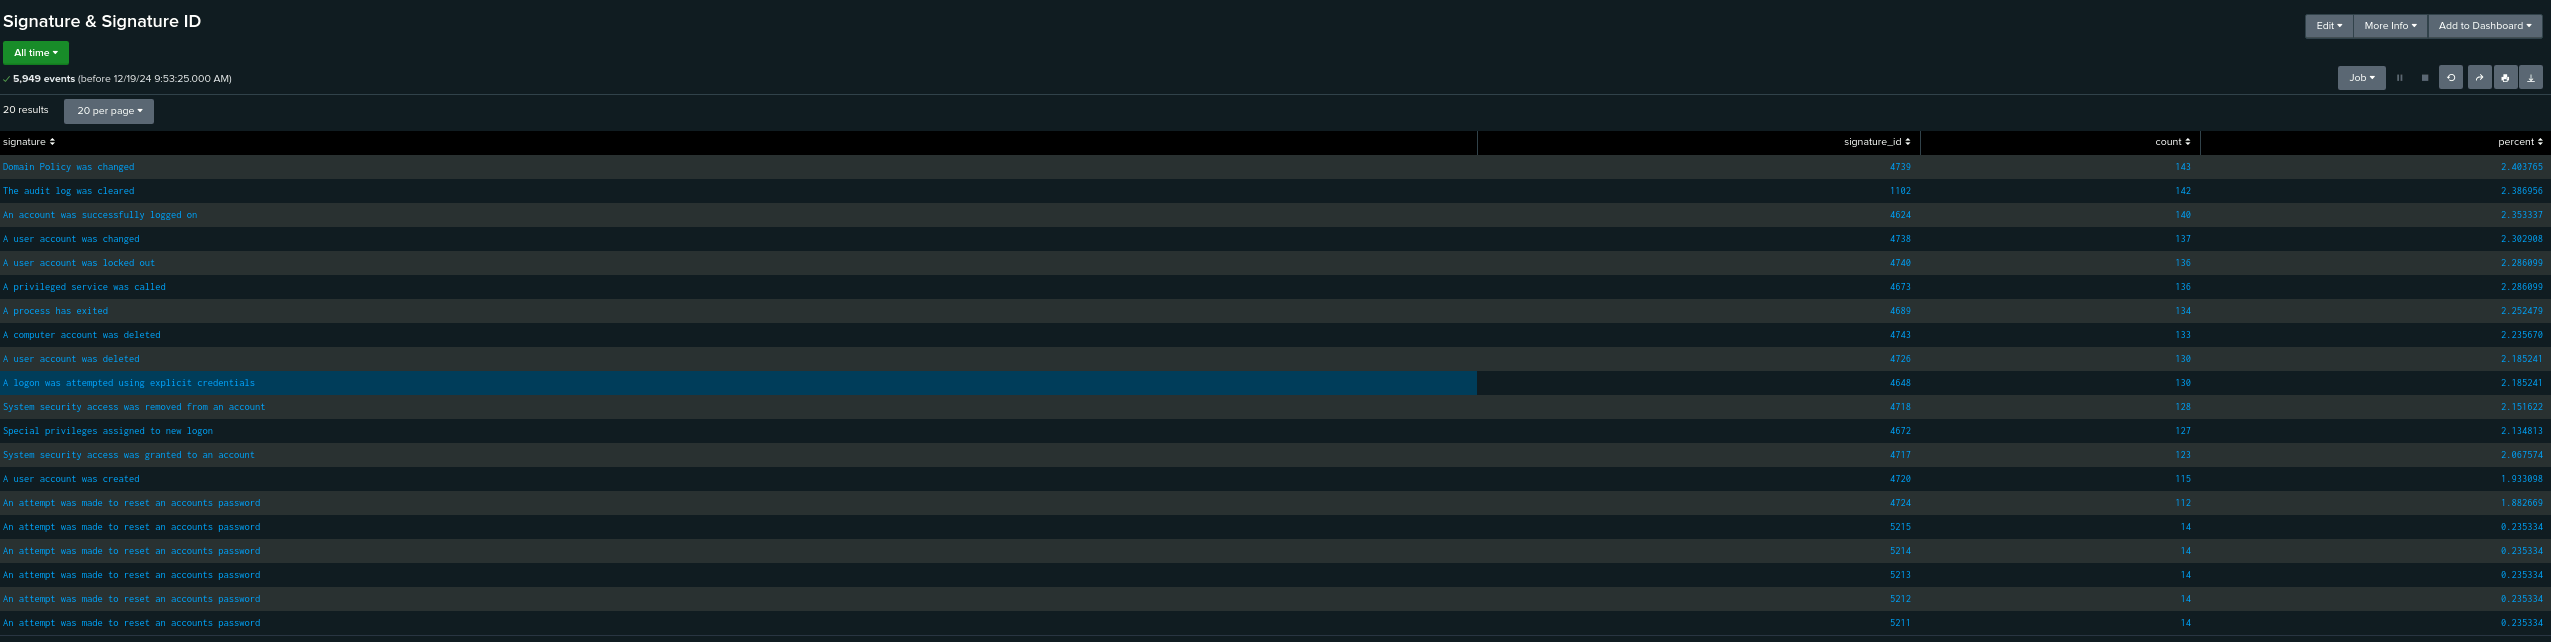 Signature & Signature ID
Edit More Info Add to Dashboard
All time
5,949 events (before 12/19/24 9:53:25.000 AM)
Job
20 results 20 per page
signature signature_id count percent
Domain Policy was changed 4739 143 2.403765
The audit log was cleared 1102 142 2.386956
An account was successfully logged on 4624 140 2.353337
A user account was changed 4738 137 2.302908
A user account was locked out 4740 136 2.286099
A privileged service was called 4673 136 2.286099
A process has exited 4689 134 2.252479
A computer account was deleted 4743 133 2.235670
A user account was deleted 4726 130 2.185241
A logon was attempted using explicit credentials 4648 130 2.185241
System security access was removed from an account 4718 128 2.151622
Special privileges assigned to new logon 4672 127 2.134813
System security access was granted to an account 4717 123 2.067574
A user account was created 4720 115 1.933098
An attempt was made to reset an accounts password 4724 112 1.882669
An attempt was made to reset an accounts password 5215 14 0.235334
An attempt was made to reset an accounts password 5214 14 0.235334
An attempt was made to reset an accounts password 5213 14 0.235334
An attempt was made to reset an accounts password 5212 14 0.235334
An attempt was made to reset an accounts password 5211 14 0.235334